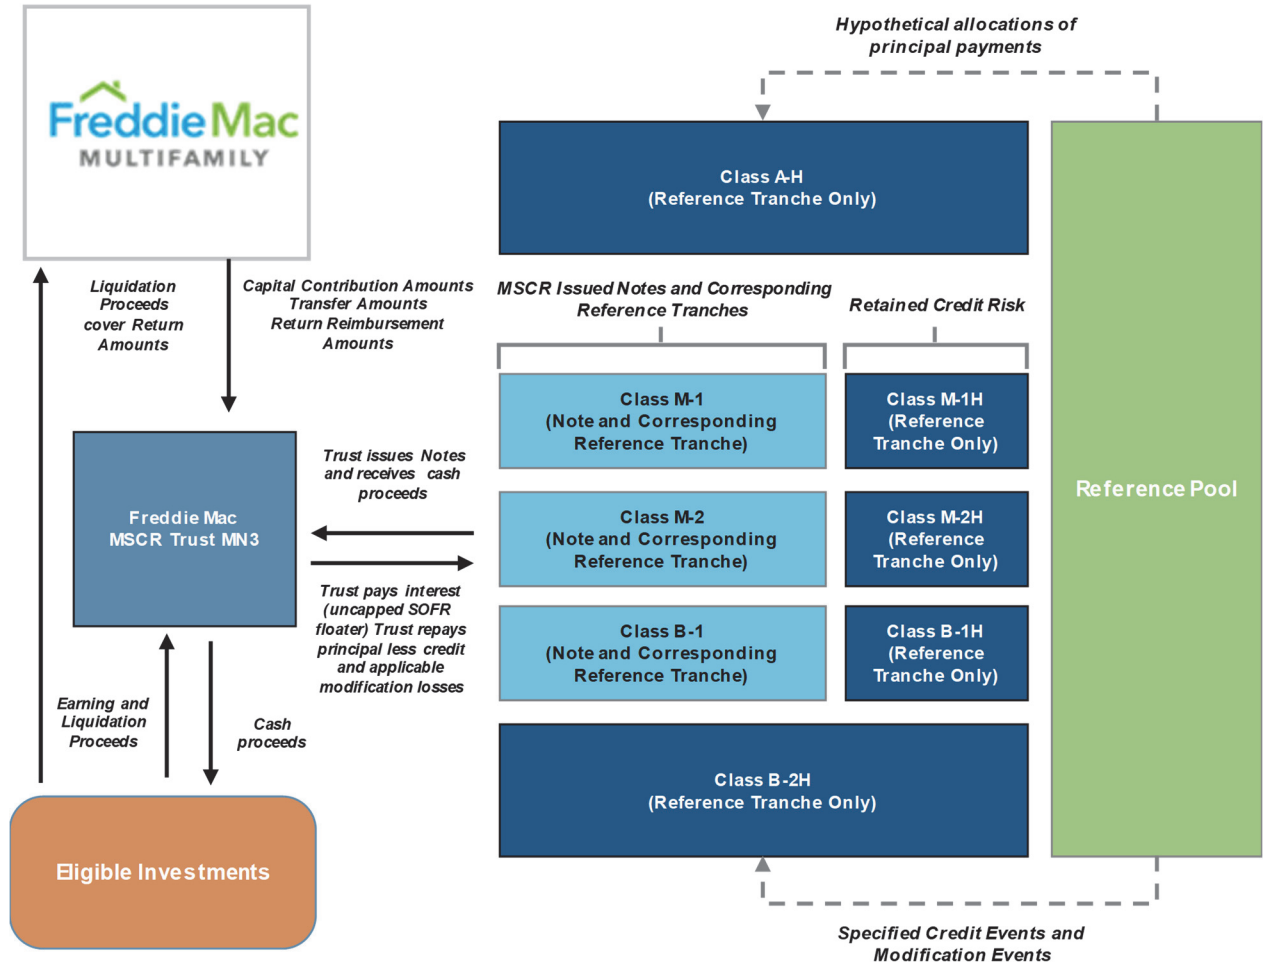 FreddieMac
MULTIFAMILY
Hypothetical allocations of
principal payments
Class A-H
(Reference Tranche Only)
Liquidation
Proceeds
cover Return
Amounts
Capital Contribution Amounts
Transfer Amounts
Return Reimbursement
Amounts
MSCR Issued Notes and Corresponding
Reference Tranches
Retained Credit Risk
Class M-1
(Note and Corresponding
Reference Tranche)
Class M-1H
(Reference
Tranche Only)
Reference Pool
Freddie Mac
MSCR Trust MN3
Trust issues Notes
and receives cash
proceeds
Class M-2
(Note and Corresponding
Reference Tranche)
Class M-2H
(Reference
Tranche Only)
Trust pays interest
(uncapped SOFR
floater) Trust repays
principal less credit
and applicable
modification losses
Class B-1
(Note and Corresponding
Reference Tranche)
Class B-1H
(Reference
Tranche Only)
Earning and
Liquidation
Proceeds
Cash
proceeds
Class B-2H
(Reference Tranche Only)
Eligible Investments
Specified Credit Events and
Modification Events